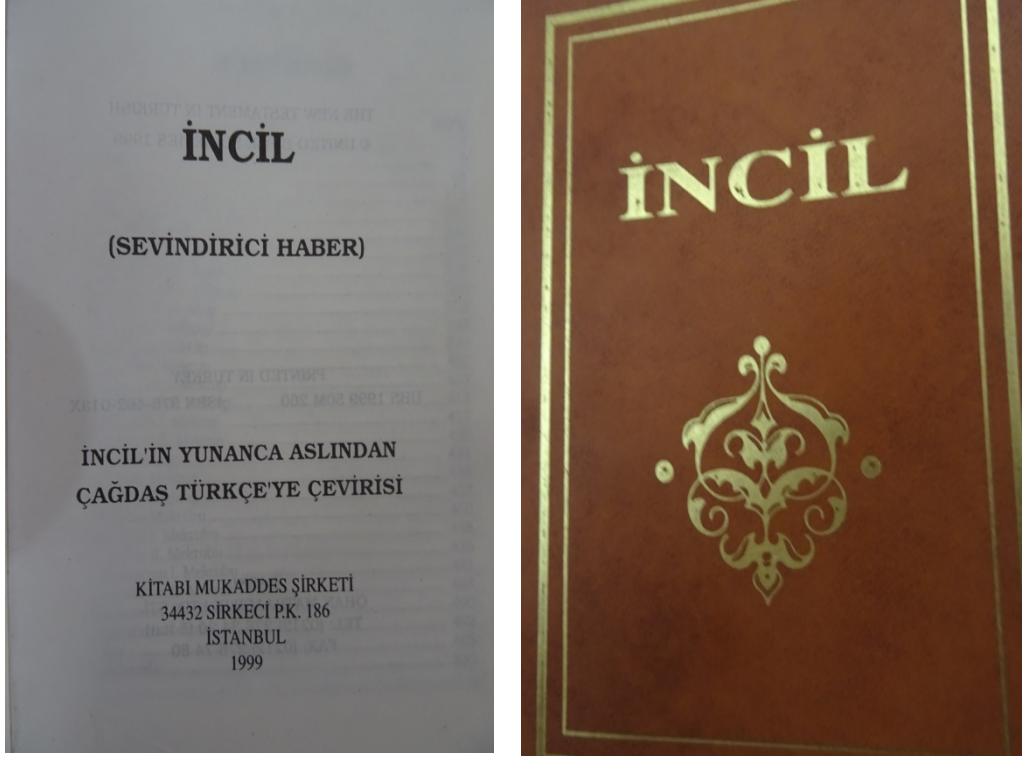 İNCİL
(SEVİNDİRİCİ HABER)
İNCİL'İN YUNANCA ASLINDAN
ÇAĞDAŞ TÜRKÇE'YE ÇEVİRİSİ
KİTABI MUKADDES ŞİRKETİ
34432 SİRKECİ P.K. 186
İSTANBUL
1999
İNCİL